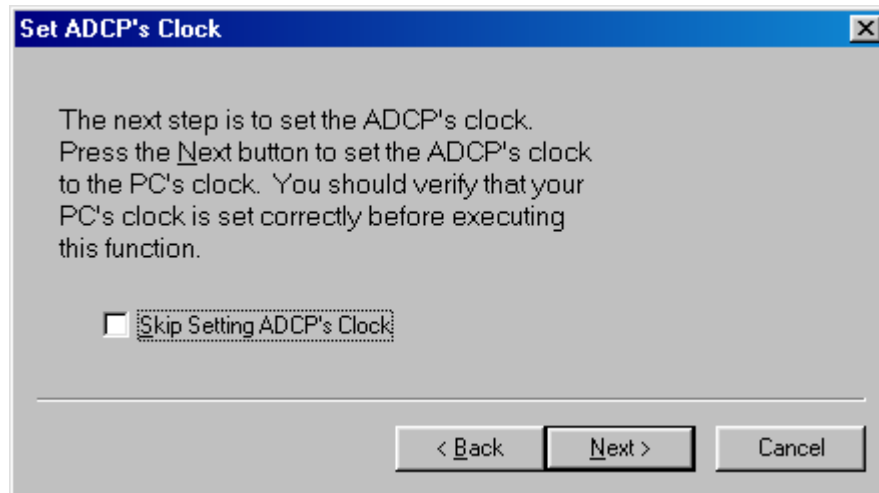 Set ADCP's Clock
The next step is to set the ADCP's clock.
Press the Next button to set the ADCP's clock
to the PC's clock.  You should verify that your
PC's clock is set correctly before executing
this function.
Skip Setting ADCP's Clock
< Back
Next >
Cancel